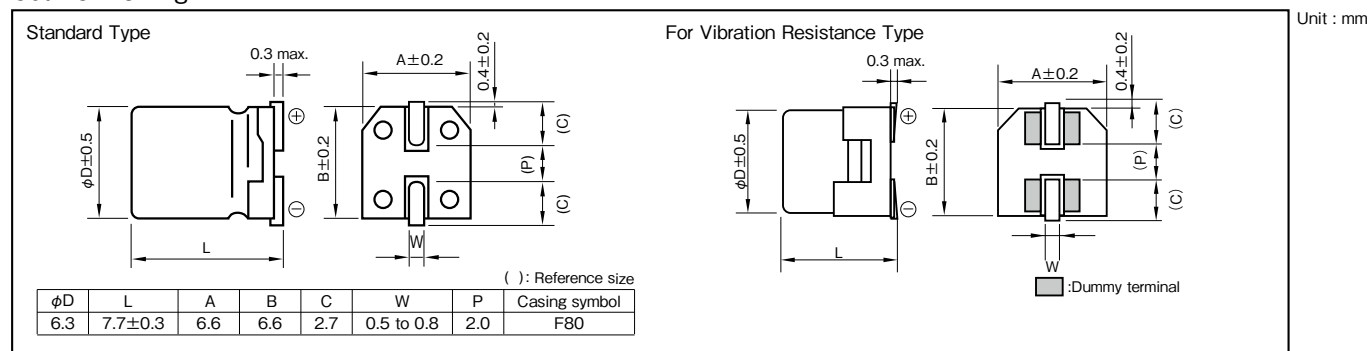 Unit : mm
Standard Type
0.3 max.
A±0.2
0.4±0.2
φD±0.5
B±0.2
(C)
(P)
(C)
L
W
( ): Reference size
φD L A B C W P Casing symbol
6.3 7.7±0.3 6.6 6.6 2.7 0.5 to 0.8 2.0 F80
For Vibration Resistance Type
0.3 max.
A±0.2
0.4±0.2
φD±0.5
B±0.2
(C)
(P)
(C)
L
W
:Dummy terminal